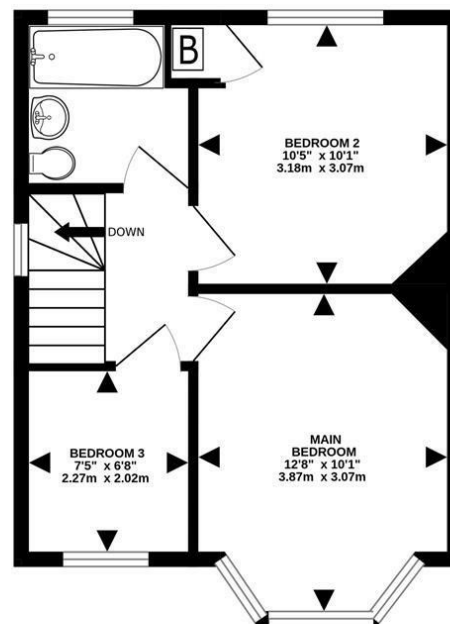 B
BEDROOM 2
10'5" x 10'1"
3.18m x 3.07m
DOWN
BEDROOM 3
7'5" x 6'8"
2.27m x 2.02m
MAIN
BEDROOM
12'8" x 10'1"
3.87m x 3.07m